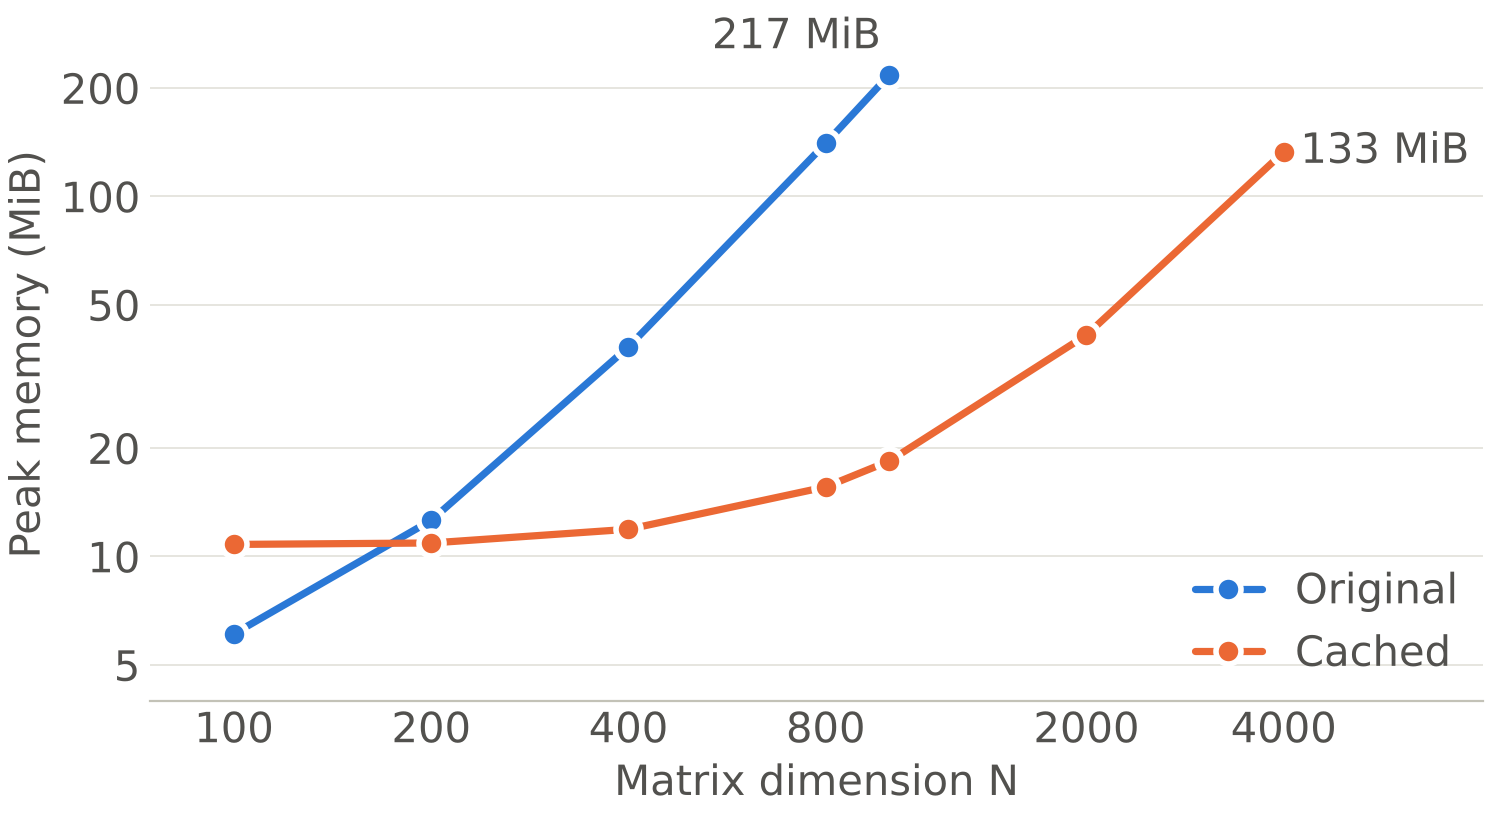 217 MiB
133 MiB
Peak memory (MiB)
200
100
50
20
10
5
Original
Cached
100 200 400 800 2000 4000
Matrix dimension N